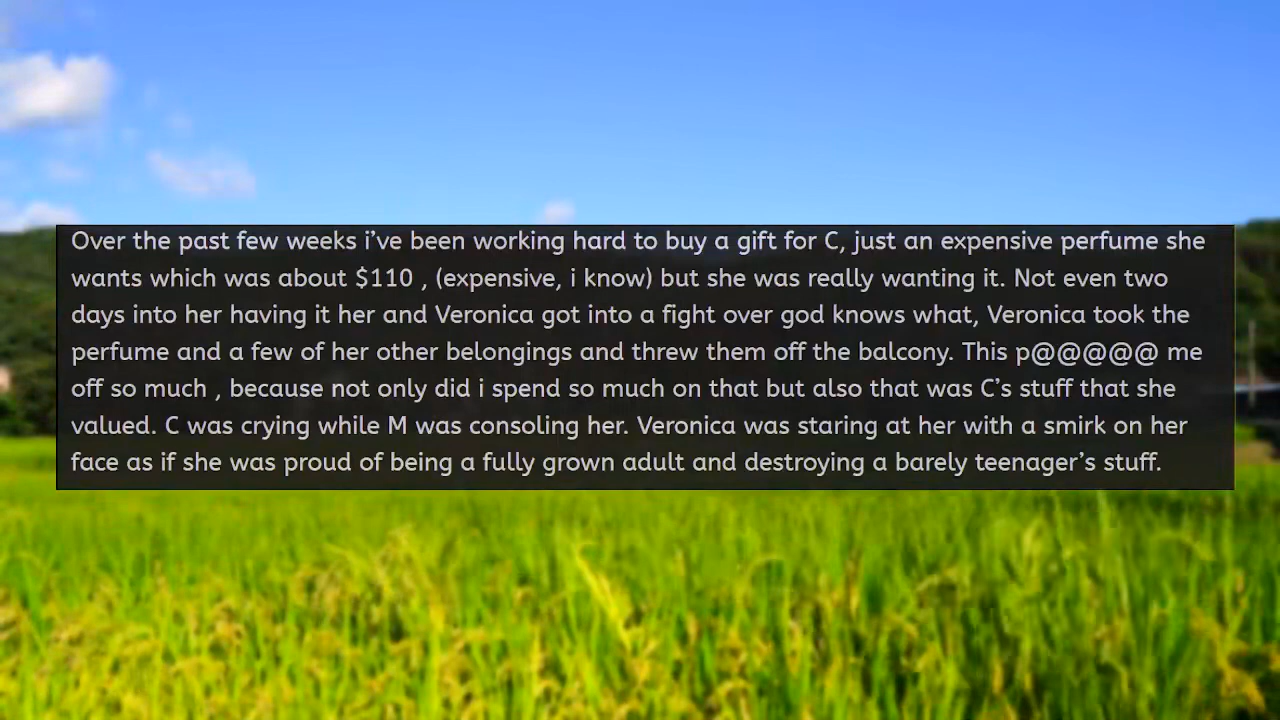 Over the past few weeks i’ve been working hard to buy a gift for C, just an expensive perfume she
wants which was about $110 , (expensive, i know) but she was really wanting it. Not even two
days into her having it her and Veronica got into a fight over god knows what, Veronica took the
perfume and a few of her other belongings and threw them off the balcony. This p@@@@@ me
off so much , because not only did i spend so much on that but also that was C’s stuff that she
valued. C was crying while M was consoling her. Veronica was staring at her with a smirk on her
face as if she was proud of being a fully grown adult and destroying a barely teenager’s stuff.